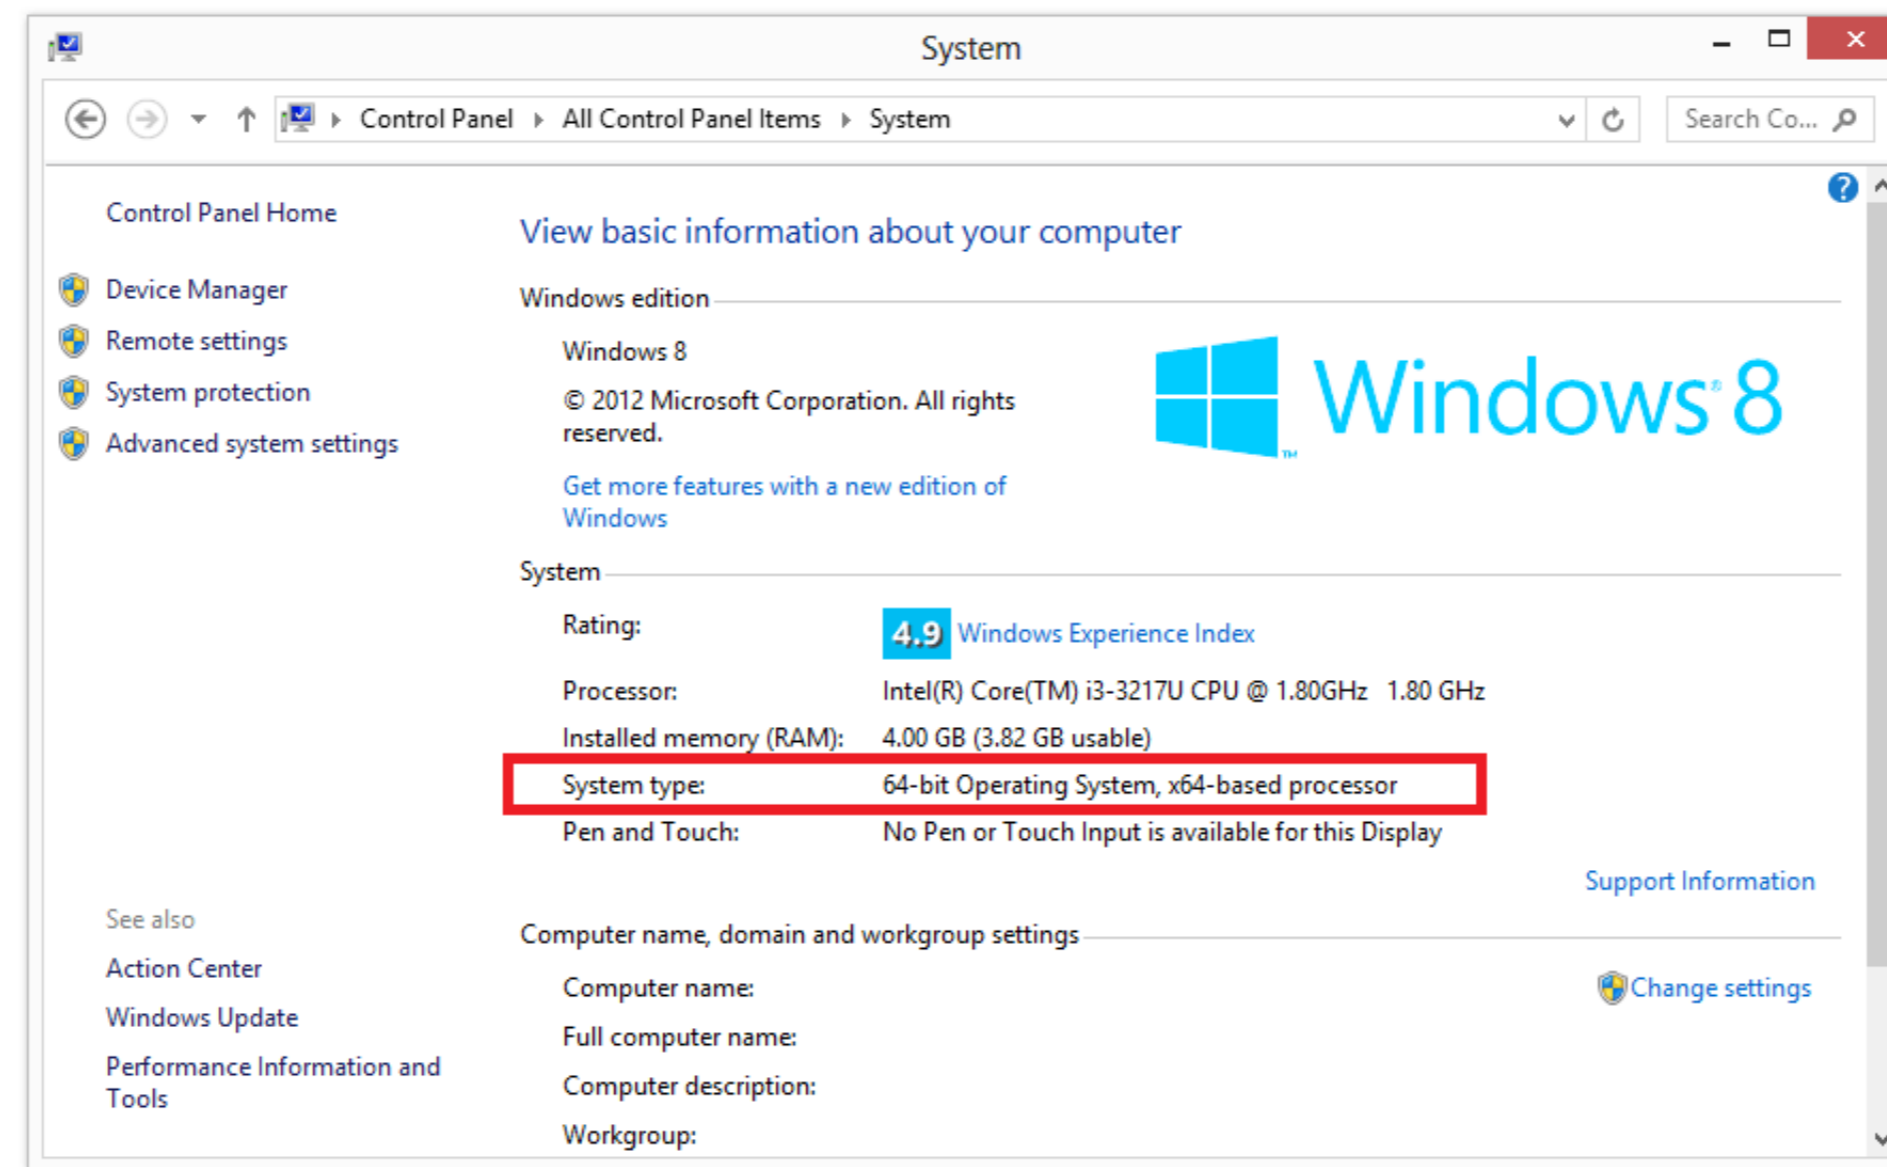 System
Control Panel All Control Panel Items System
Search Co...
Control Panel Home
Device Manager
Remote settings
System protection
Advanced system settings
See also
Action Center
Windows Update
Performance Information and
Tools
View basic information about your computer
Windows edition
Windows 8
© 2012 Microsoft Corporation. All rights
reserved.
Get more features with a new edition of
Windows
Windows® 8
™
System
Rating: 4.9 Windows Experience Index
Processor: Intel(R) Core(TM) i3-3217U CPU @ 1.80GHz 1.80 GHz
Installed memory (RAM): 4.00 GB (3.82 GB usable)
System type: 64-bit Operating System, x64-based processor
Pen and Touch: No Pen or Touch Input is available for this Display
Support Information
Computer name, domain and workgroup settings
Computer name:
Change settings
Full computer name:
Computer description:
Workgroup: